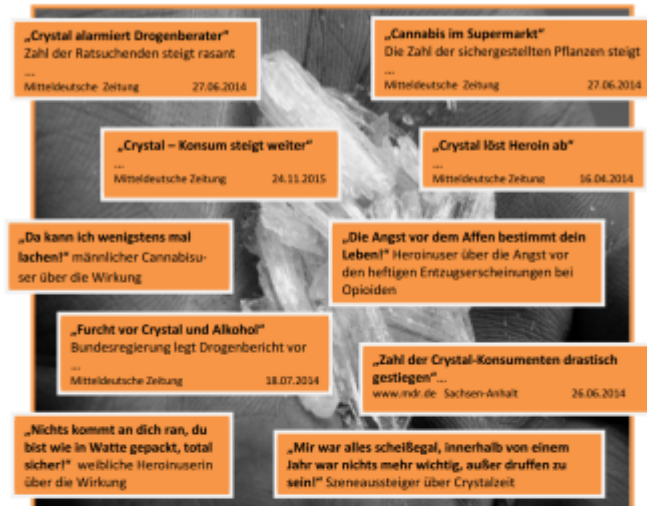 „Crystal alarmiert Drogenberater“
Zahl der Ratsuchenden steigt rasant
...
Mitteldeutsche Zeitung 27.06.2014
„Cannabis im Supermarkt“
Die Zahl der sichergestellten Pflanzen steigt
...
Mitteldeutsche Zeitung 27.06.2014
„Crystal – Konsum steigt weiter“
...
Mitteldeutsche Zeitung 24.11.2015
„Crystal löst Heroin ab“
...
Mitteldeutsche Zeitung 16.04.2014
„Da kann ich wenigstens mal
lachen!“ männlicher Cannabisu-
ser über die Wirkung
„Die Angst vor dem Affen bestimmt dein
Leben!“ Heroinuser über die Angst vor
den heftigen Entzugserscheinungen bei
Opioiden
„Furcht vor Crystal und Alkohol“
Bundesregierung legt Drogenbericht vor
...
Mitteldeutsche Zeitung 18.07.2014
„Zahl der Crystal-Konsumenten drastisch
gestiegen“...
www.mdr.de Sachsen-Anhalt 26.06.2014
„Nichts kommt an dich ran, du
bist wie in Watte gepackt, total
sicher!“ weibliche Heroinuserin
über die Wirkung
„Mir war alles scheißegal, innerhalb von einem
Jahr war nichts mehr wichtig, außer druffen zu
sein!“ Szeneaussteiger über Crystalzeit